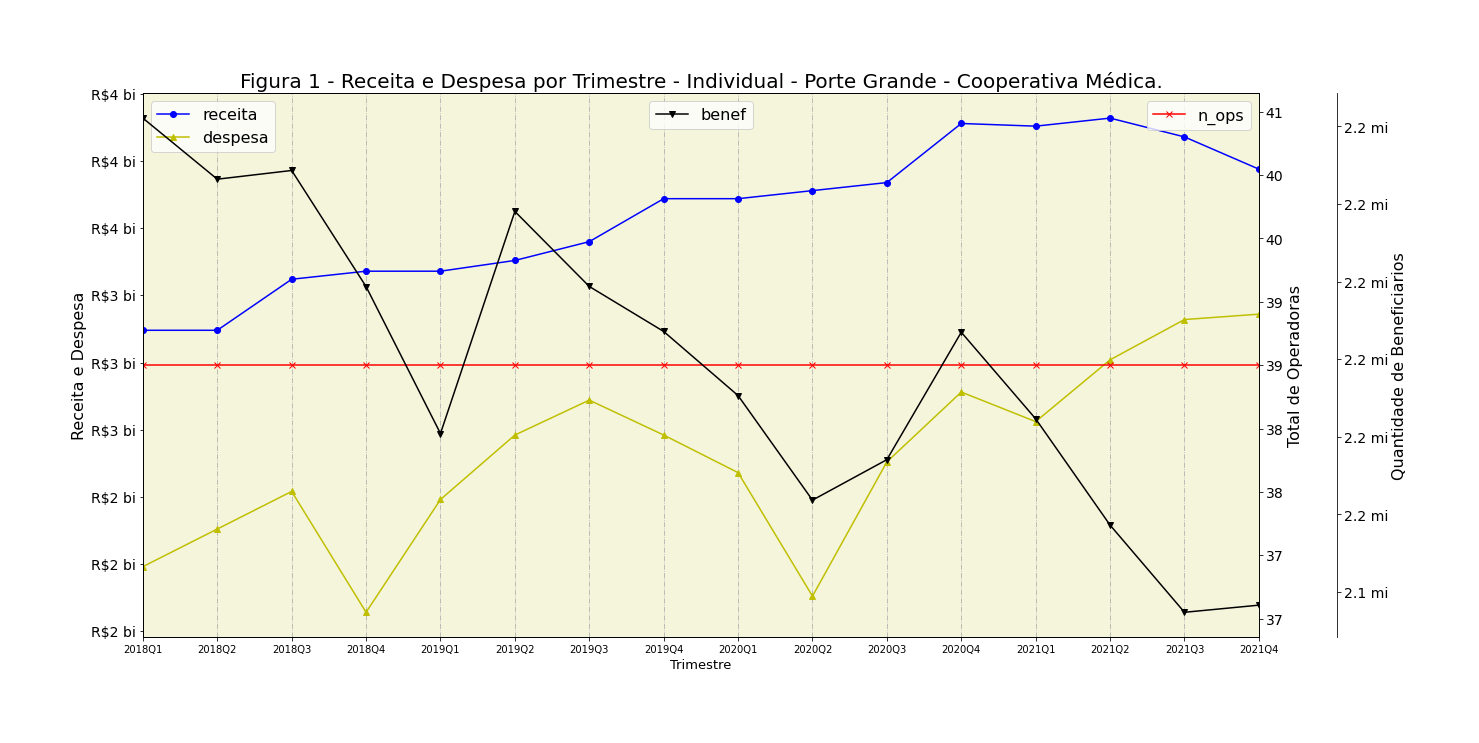 Figura 1 - Receita e Despesa por Trimestre - Individual - Porte Grande - Cooperativa Médica.
receita
despesa
benef
n_ops
R$4 bi
R$4 bi
R$4 bi
R$3 bi
R$3 bi
R$3 bi
R$2 bi
R$2 bi
R$2 bi
Receita e Despesa
41
40
40
39
39
38
38
37
37
Total de Operadoras
2.2 mi
2.2 mi
2.2 mi
2.2 mi
2.2 mi
2.2 mi
2.1 mi
Quantidade de Beneficiarios
2018Q1 2018Q2 2018Q3 2018Q4 2019Q1 2019Q2 2019Q3 2019Q4 2020Q1 2020Q2 2020Q3 2020Q4 2021Q1 2021Q2 2021Q3 2021Q4
Trimestre